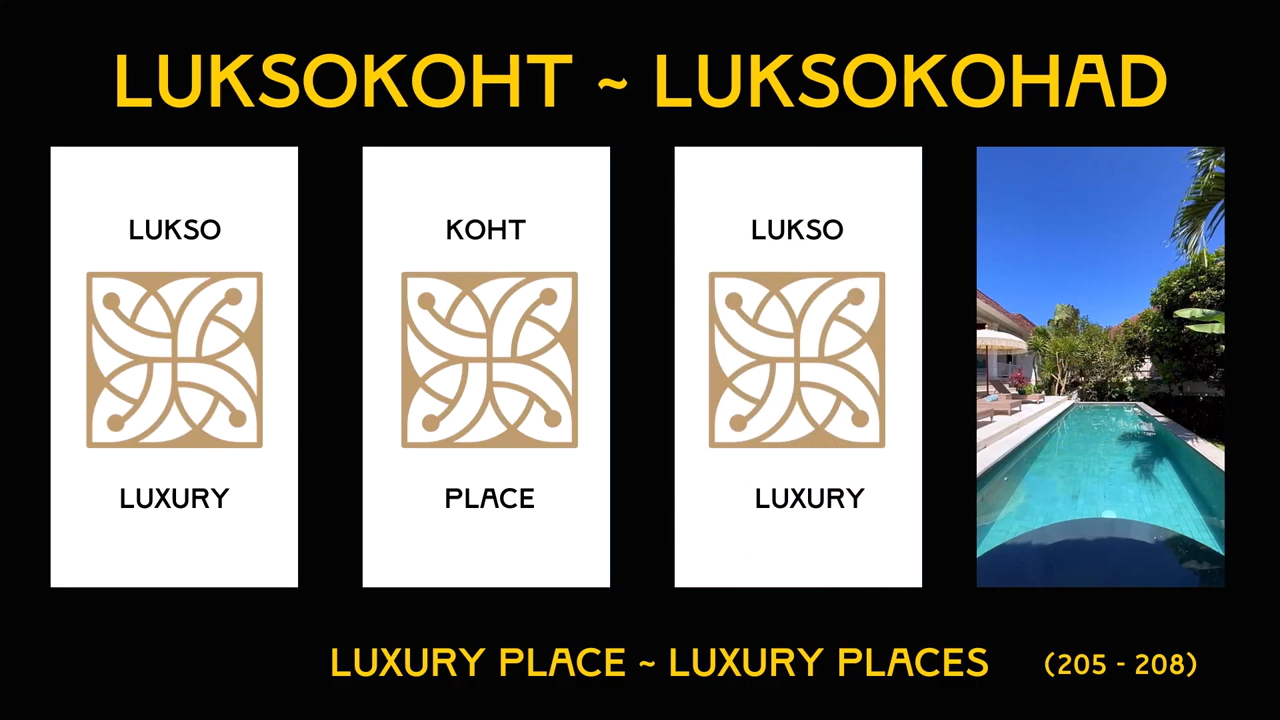 LUKSOKOHT ~ LUKSOKOHAD
LUKSO
LUXURY
KOHT
PLACE
LUKSO
LUXURY
LUXURY PLACE ~ LUXURY PLACES
(205 - 208)